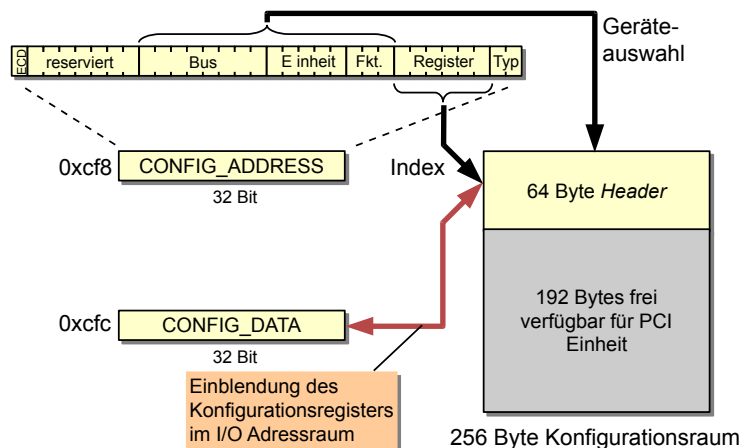 Geräte-
auswahl
ECD reserviert Bus E inheit Fkt. Register Typ
0xcf8 CONFIG_ADDRESS
32 Bit
Index
64 Byte Header
192 Bytes frei
verfügbar für PCI
Einheit
0xcfc CONFIG_DATA
32 Bit
Einblendung des
Konfigurationsregisters
im I/O Adressraum
256 Byte Konfigurationsraum